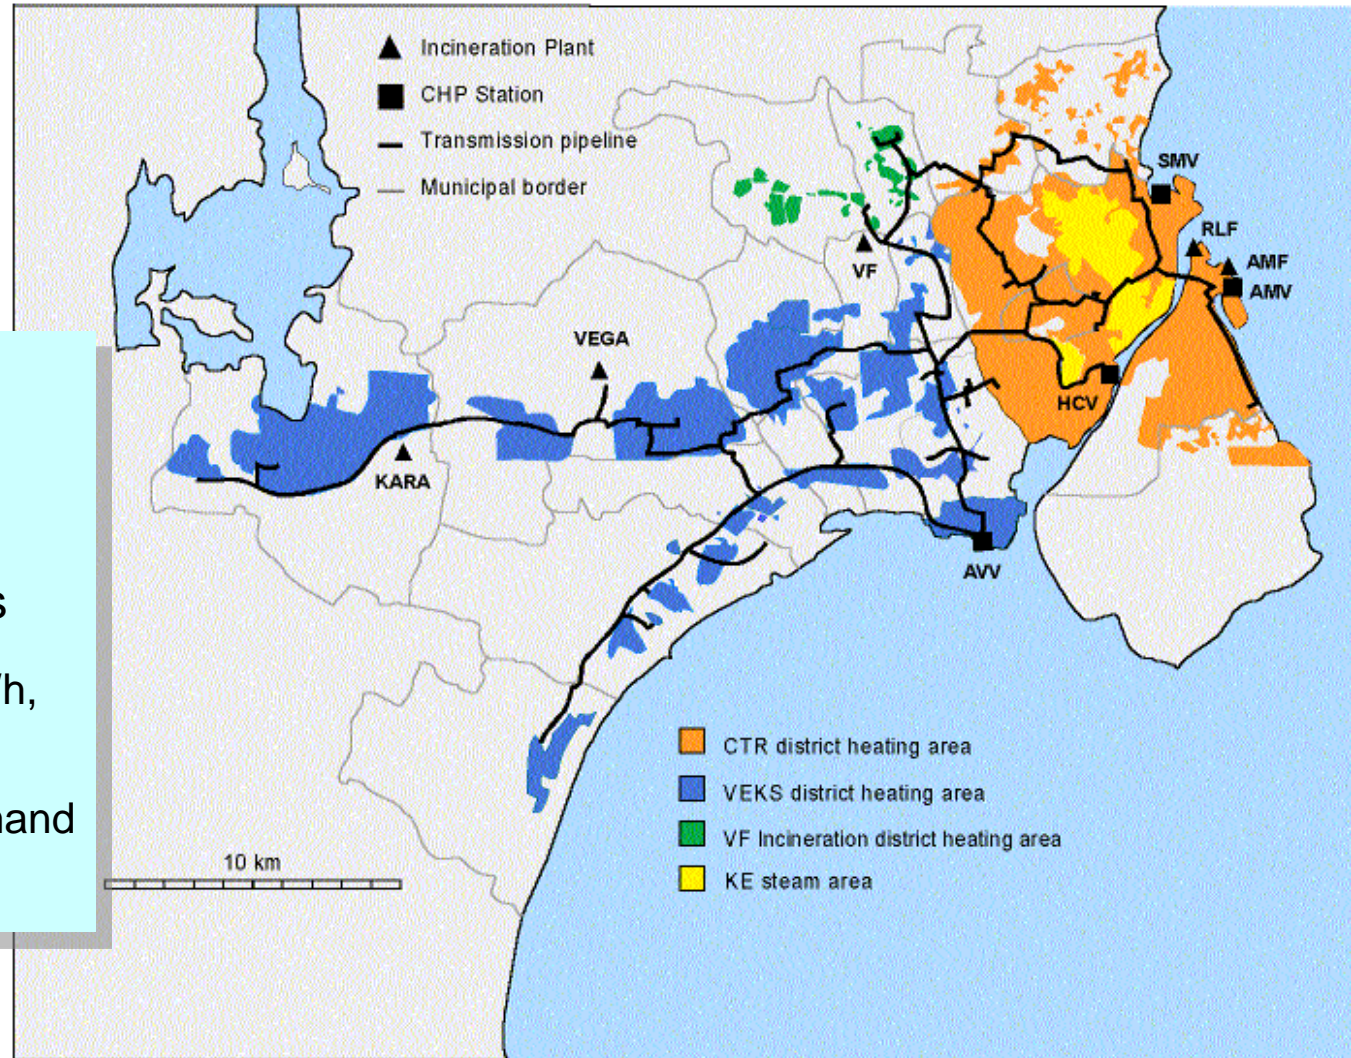 Incineration Plant
CHP Station
Transmission pipeline
Municipal border
SMV
RLF
AMF
AMV
VF
VEGA
HCV
KARA
AVV
s
/h,
nand
CTR district heating area
VEKS district heating area
VF Incineration district heating area
KE steam area
10 km